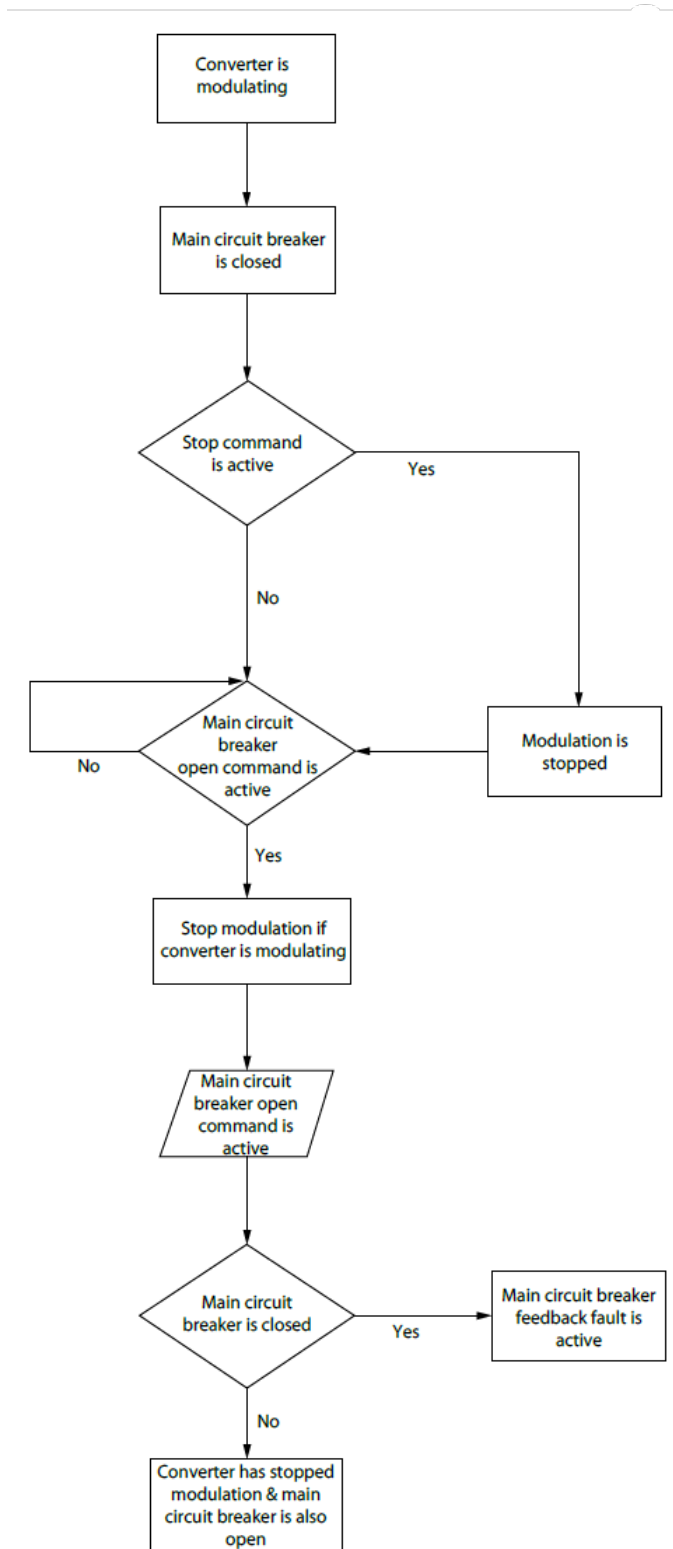 Converter is
modulating
Main circuit breaker
is closed
Stop command
is active
Yes
No
Main circuit
breaker
open command is
active
No
Modulation is
stopped
Yes
Stop modulation if
converter is modulating
Main circuit
breaker open
command is
active
Main circuit
breaker is closed
Yes
Main circuit breaker
feedback fault is
active
No
Converter has stopped
modulation & main
circuit breaker is also
open